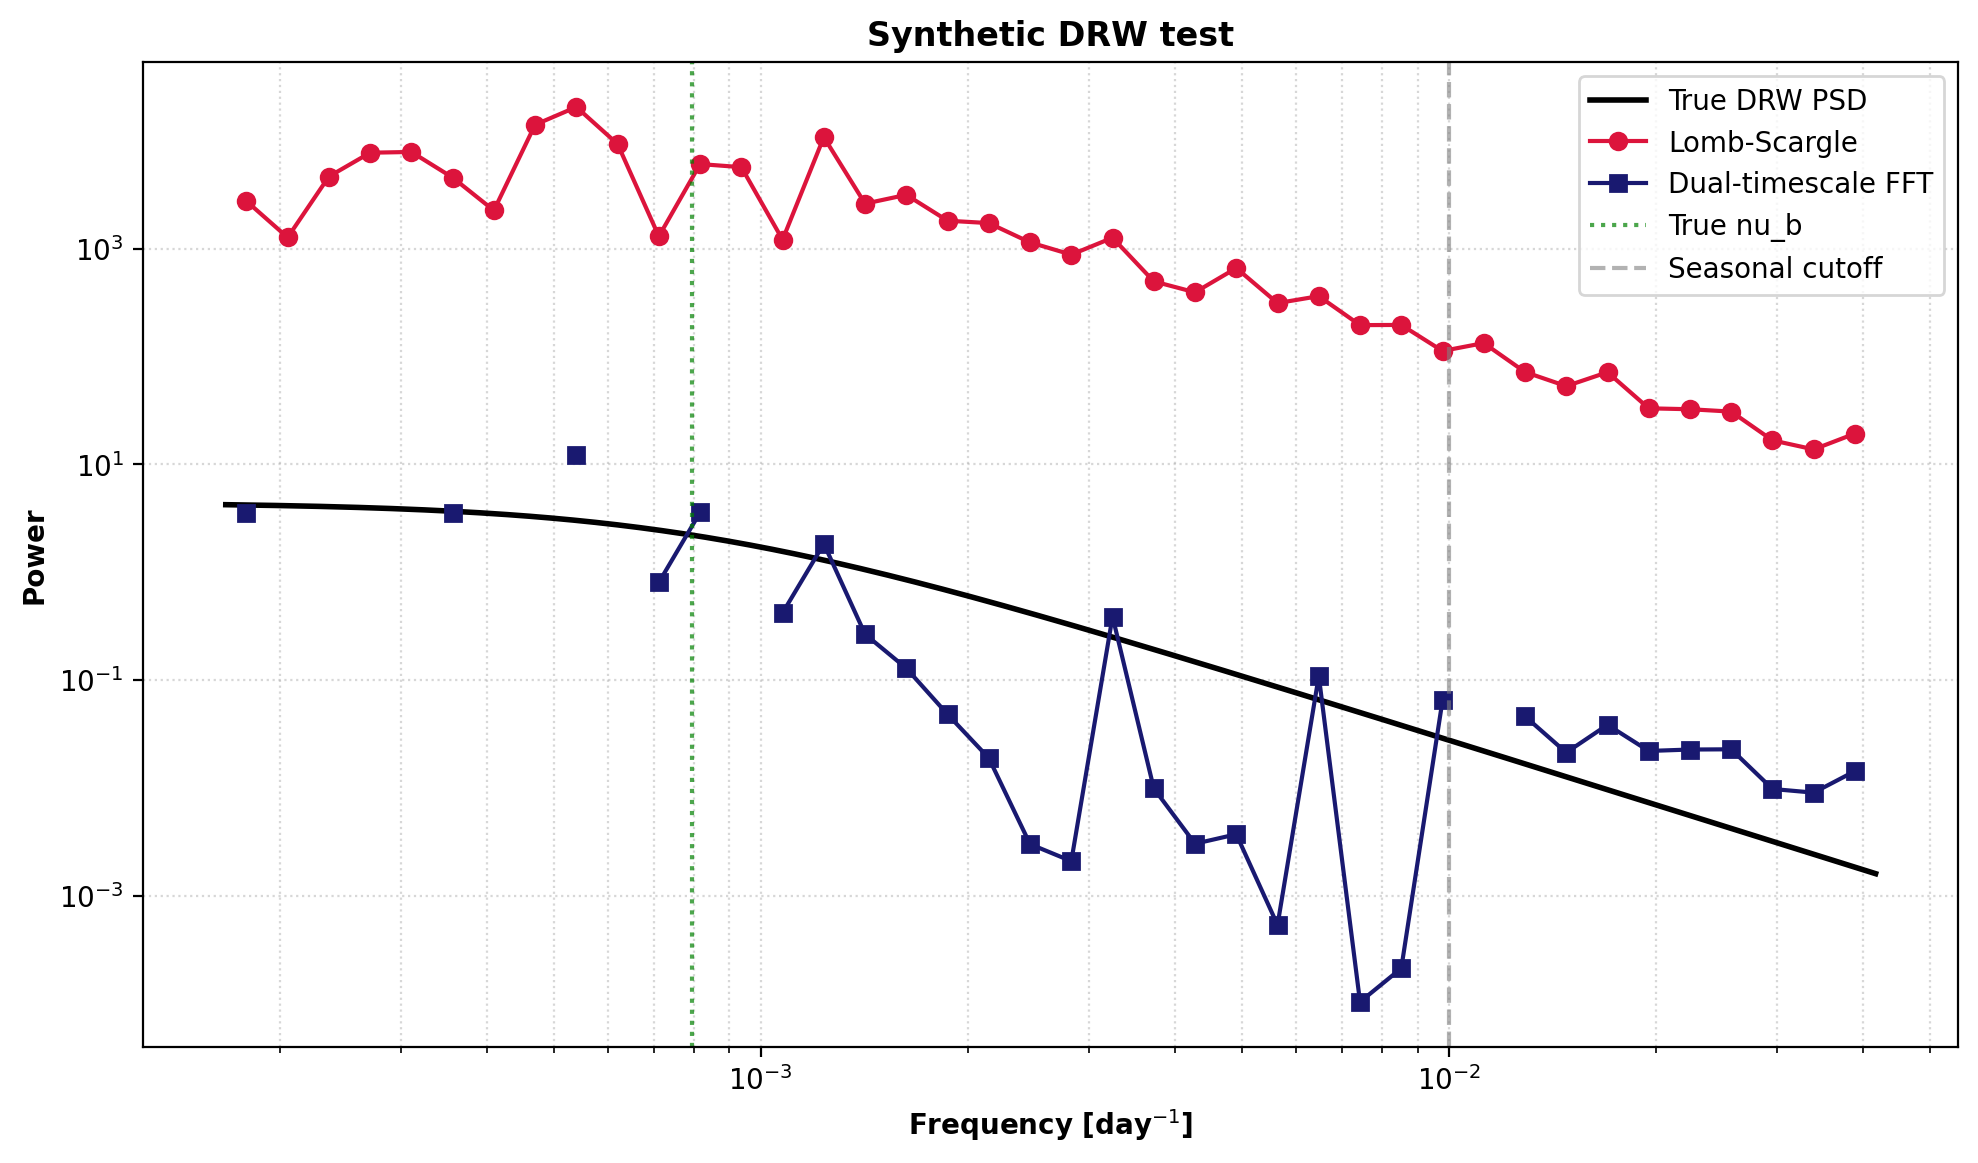 Synthetic DRW test
True DRW PSD
Lomb-Scargle
Dual-timescale FFT
True nu_b
Seasonal cutoff
Power
10³
10¹
10⁻¹
10⁻³
10⁻³ 10⁻²
Frequency [day⁻¹]